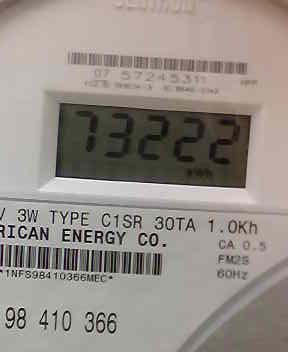 CENTRON
07 57245311
73222
kWh
V 3W TYPE C1SR 30TA 1.0Kh
RICAN ENERGY CO.
CA 0.5
FM2S
60Hz
*1NFS98410366MEC*
98 410 366